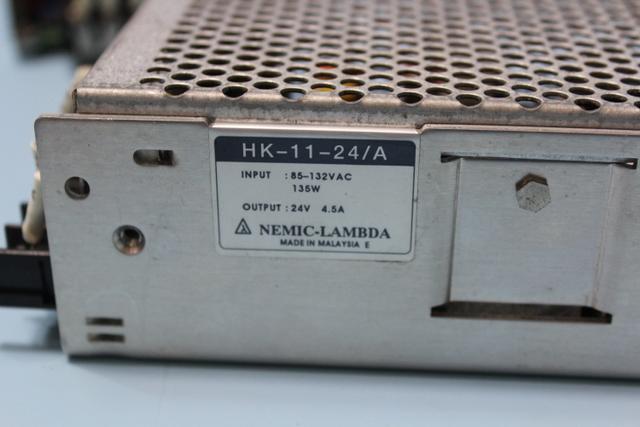 HK-11-24/A
INPUT :85-132VAC
135W
OUTPUT :24V 4.5A
NEMIC-LAMBDA
MADE IN MALAYSIA E